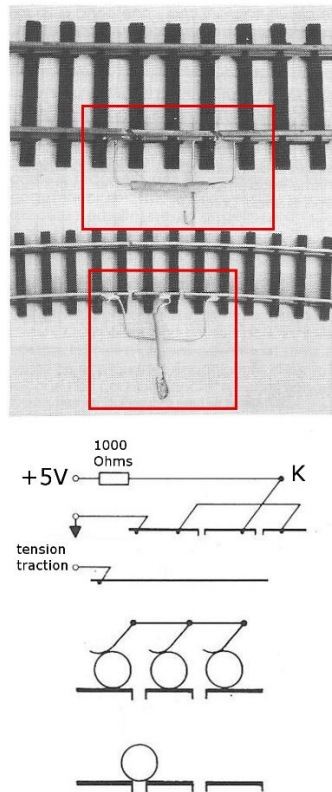 1000
Ohms
+5V
K
tension
traction